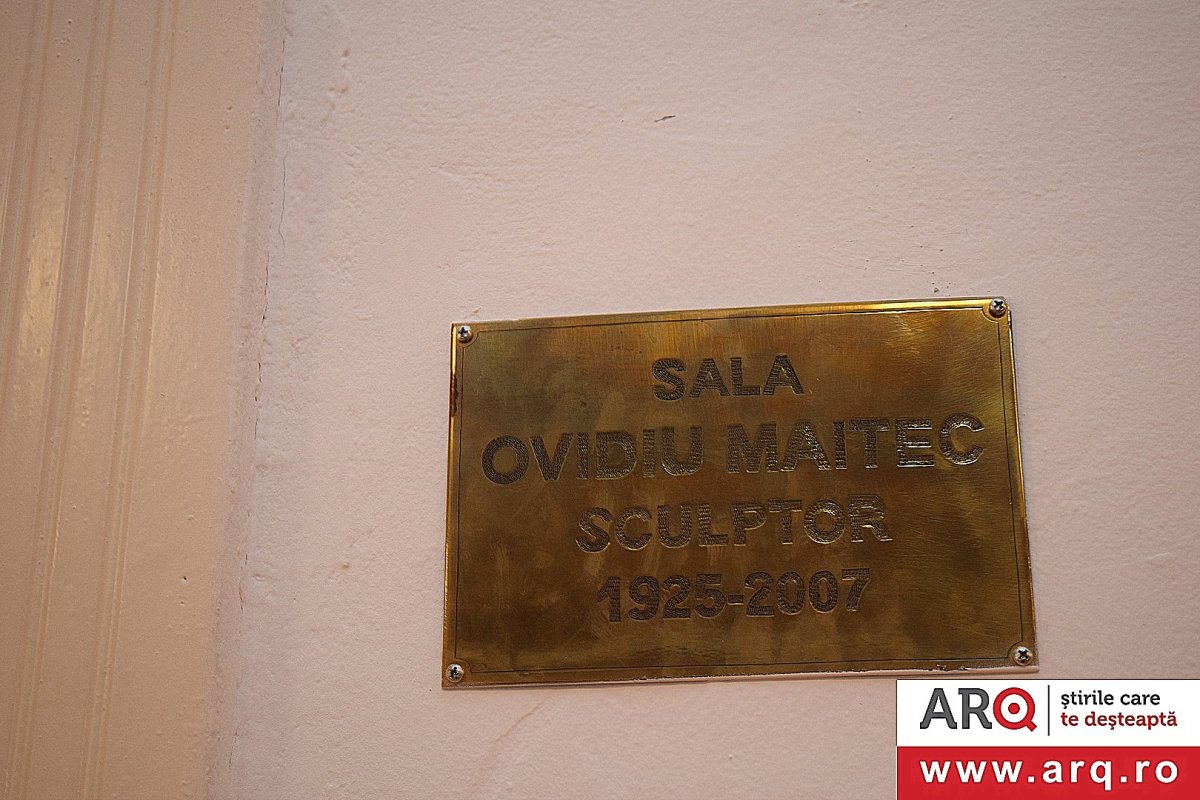 SALA
OVIDIU MAITEC
SCULPTOR
1925-2007
ARQ
știrile care
te deșteaptă
www.arq.ro